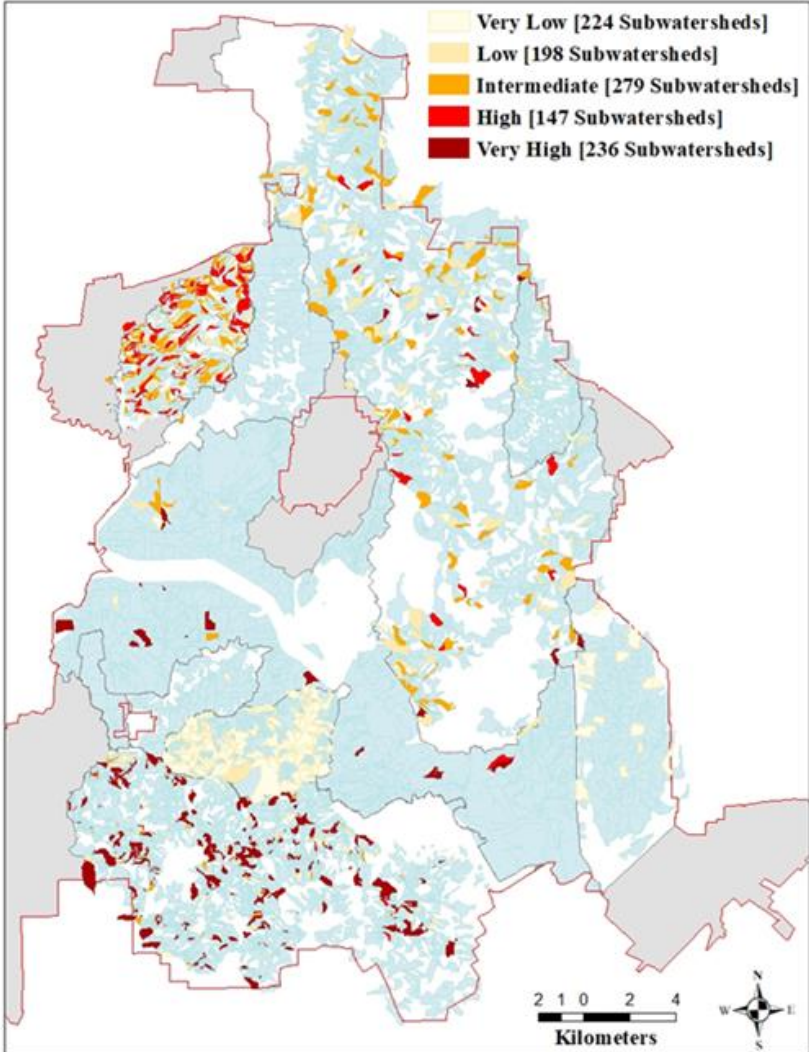 Very Low [224 Subwatersheds]
Low [198 Subwatersheds]
Intermediate [279 Subwatersheds]
High [147 Subwatersheds]
Very High [236 Subwatersheds]
N
W E
S
2 1 0 2 4
Kilometers